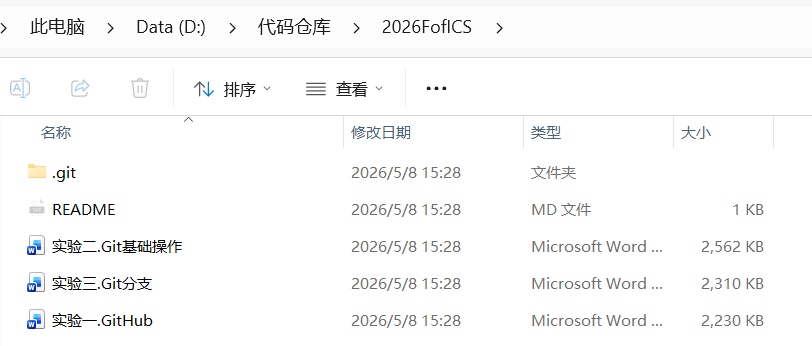 此电脑 > Data (D:) > 代码仓库 > 2026FofICS >
排序 查看 ...
名称 修改日期 类型 大小
.git 2026/5/8 15:28 文件夹
README 2026/5/8 15:28 MD 文件 1 KB
实验二.Git基础操作 2026/5/8 15:28 Microsoft Word ... 2,562 KB
实验三.Git分支 2026/5/8 15:28 Microsoft Word ... 2,310 KB
实验一.GitHub 2026/5/8 15:28 Microsoft Word ... 2,230 KB